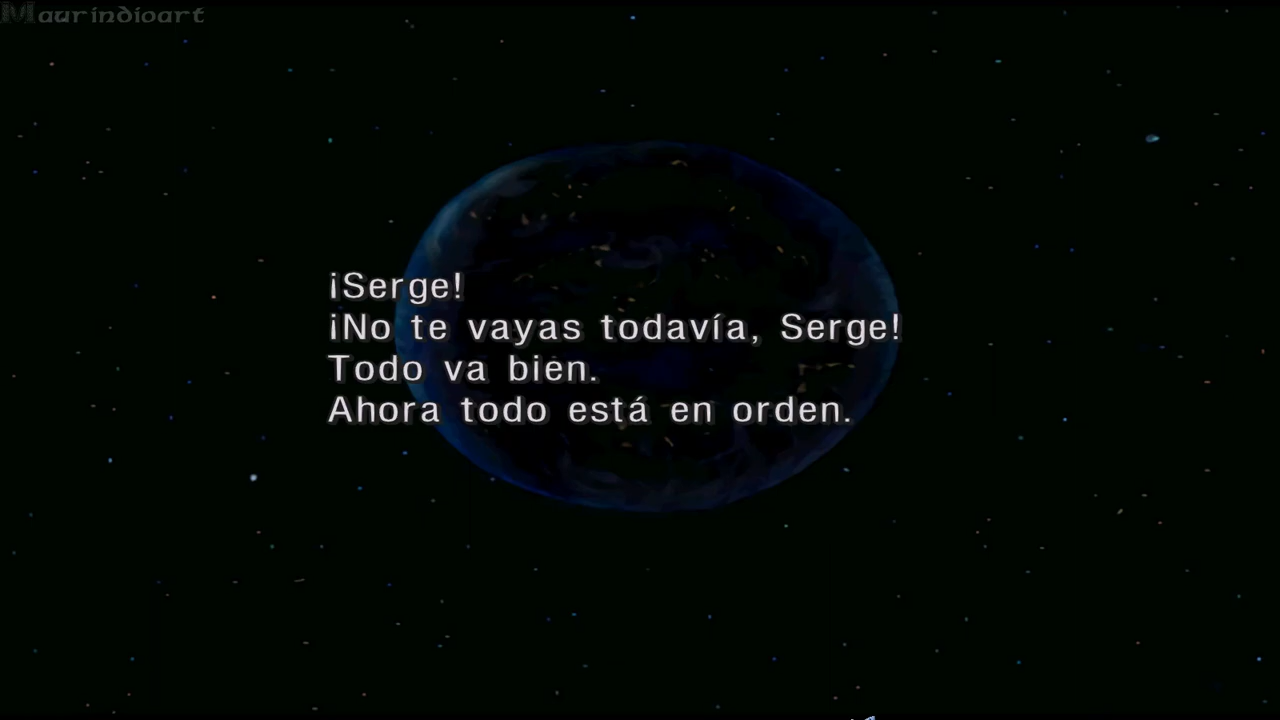 Maurindioart
¡Serge!
¡No te vayas todavía, Serge!
Todo va bien.
Ahora todo está en orden.